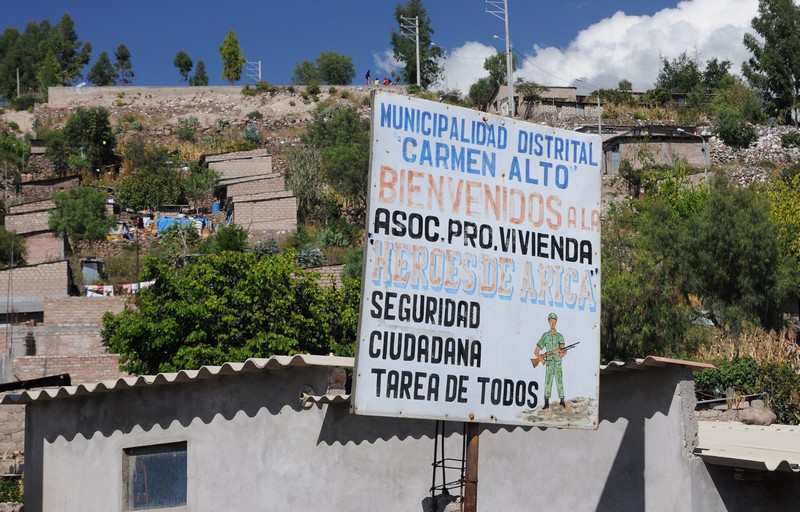 MUNICIPALIDAD DISTRITAL
"CARMEN ALTO"
BIENVENIDOS A LA
ASOC. PRO. VIVIENDA
"HEROES DE ARICA"
SEGURIDAD
CIUDADANA
TAREA DE TODOS